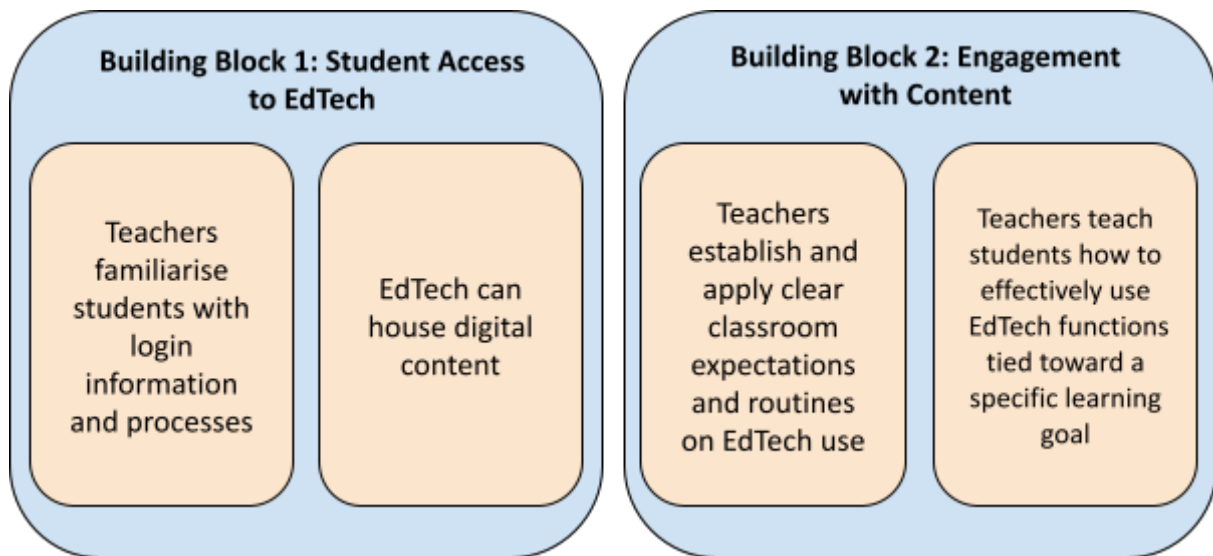 Building Block 1: Student Access
to EdTech
Teachers
familiarise
students with
login
information
and processes
EdTech can
house digital
content
Building Block 2: Engagement
with Content
Teachers
establish and
apply clear
classroom
expectations
and routines
on EdTech use
Teachers teach
students how to
effectively use
EdTech functions
tied toward a
specific learning
goal